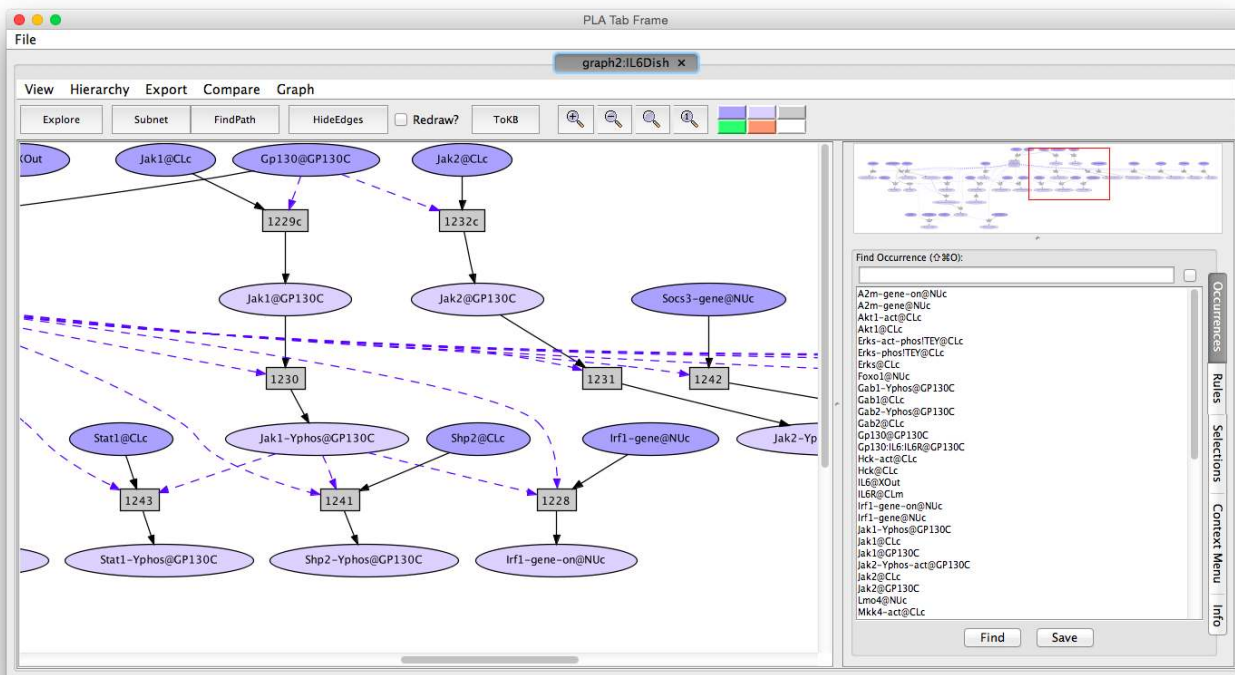 PLA Tab Frame
File
graph2:IL6Dish ×
View Hierarchy Export Compare Graph
Explore Subnet FindPath HideEdges Redraw? ToKB
XOut Jak1@CLc Gp130@GP130C Jak2@CLc
1229c 1232c
Jak1@GP130C Jak2@GP130C Socs3-gene@NUc
1230 1231 1242
Stat1@CLc Jak1-Yphos@GP130C Shp2@CLc Irf1-gene@NUc Jak2-Yp
1243 1241 1228
Stat1-Yphos@GP130C Shp2-Yphos@GP130C Irf1-gene-on@NUc
Find Occurrence (⇧⌘O):
A2m-gene-on@NUc
A2m-gene@NUc
Akt1-act@CLc
Akt1@CLc
Erks-act-phos!TEY@CLc
Erks-phos!TEY@CLc
Erks@CLc
Foxo1@NUc
Gab1-Yphos@GP130C
Gab1@CLc
Gab2-Yphos@GP130C
Gab2@CLc
Gp130@GP130C
Gp130:IL6:IL6R@GP130C
Hck-act@CLc
Hck@CLc
IL6@XOut
IL6R@CLm
Irf1-gene-on@NUc
Irf1-gene@NUc
Jak1-Yphos@GP130C
Jak1@CLc
Jak1@GP130C
Jak2-Yphos-act@GP130C
Jak2@CLc
Jak2@GP130C
Lmo4@NUc
Mkk4-act@CLc
Find Save
Occurrences
Rules
Selections
Context Menu
Info